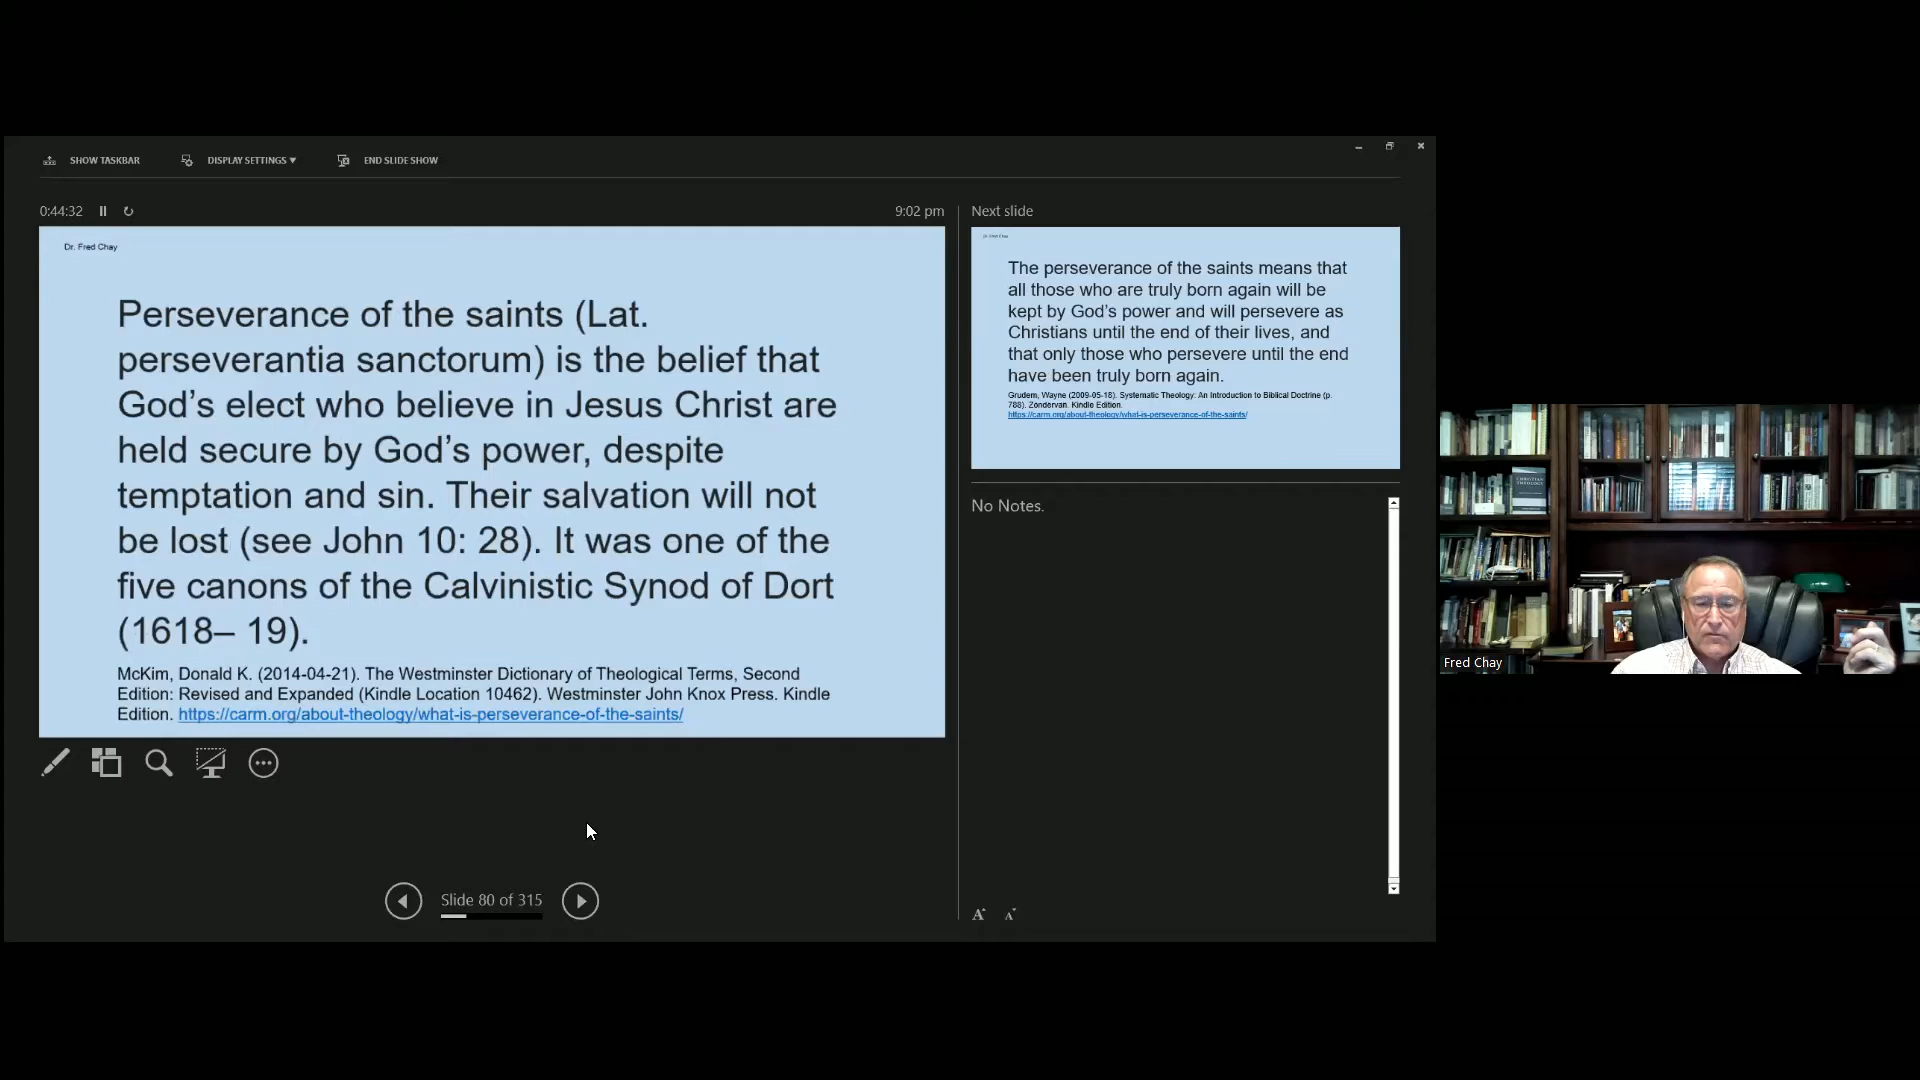 SHOW TASKBAR
DISPLAY SETTINGS ▾
END SLIDE SHOW
0:44:32
9:02 pm
Dr. Fred Chay
Perseverance of the saints (Lat.
perseverantia sanctorum) is the belief that
God’s elect who believe in Jesus Christ are
held secure by God’s power, despite
temptation and sin. Their salvation will not
be lost (see John 10: 28). It was one of the
five canons of the Calvinistic Synod of Dort
(1618– 19).
McKim, Donald K. (2014-04-21). The Westminster Dictionary of Theological Terms, Second
Edition: Revised and Expanded (Kindle Location 10462). Westminster John Knox Press. Kindle
Edition. https://carm.org/about-theology/what-is-perseverance-of-the-saints/
Slide 80 of 315
Next slide
Dr. Fred Chay
The perseverance of the saints means that
all those who are truly born again will be
kept by God’s power and will persevere as
Christians until the end of their lives, and
that only those who persevere until the end
have been truly born again.
Grudem, Wayne (2009-05-18). Systematic Theology: An Introduction to Biblical Doctrine (p.
788). Zondervan. Kindle Edition.
https://carm.org/about-theology/what-is-perseverance-of-the-saints/
No Notes.
A A
CHRISTIAN
THEOLOGY
Fred Chay